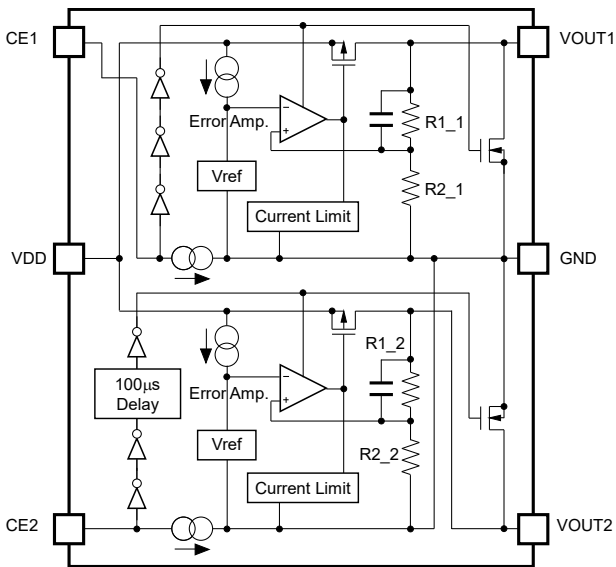 CE1
VOUT1
R1_1
Error Amp.
−
+
Vref
R2_1
Current Limit
VDD
GND
R1_2
100μs
Delay
Error Amp.
−
+
Vref
R2_2
Current Limit
CE2
VOUT2